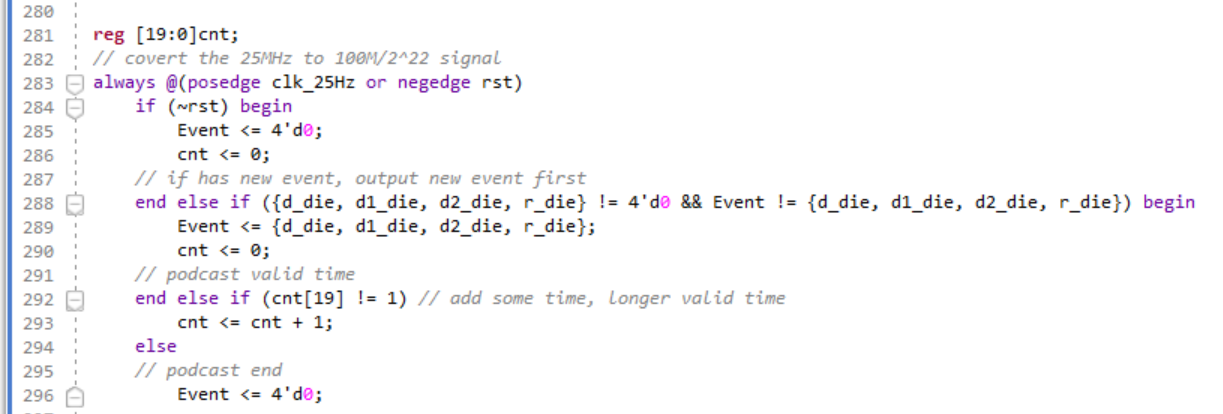 280
281 reg [19:0]cnt;
282 // covert the 25MHz to 100M/2^22 signal
283 always @(posedge clk_25Hz or negedge rst)
284 if (~rst) begin
285 Event <= 4'd0;
286 cnt <= 0;
287 // if has new event, output new event first
288 end else if ({d_die, d1_die, d2_die, r_die} != 4'd0 && Event != {d_die, d1_die, d2_die, r_die}) begin
289 Event <= {d_die, d1_die, d2_die, r_die};
290 cnt <= 0;
291 // podcast valid time
292 end else if (cnt[19] != 1) // add some time, longer valid time
293 cnt <= cnt + 1;
294 else
295 // podcast end
296 Event <= 4'd0;